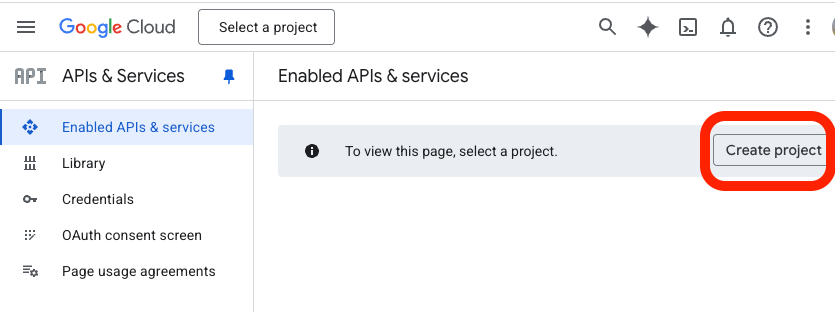 Google Cloud
Select a project
API
APIs & Services
Enabled APIs & services
Enabled APIs & services
Library
Credentials
OAuth consent screen
Page usage agreements
To view this page, select a project.
Create project